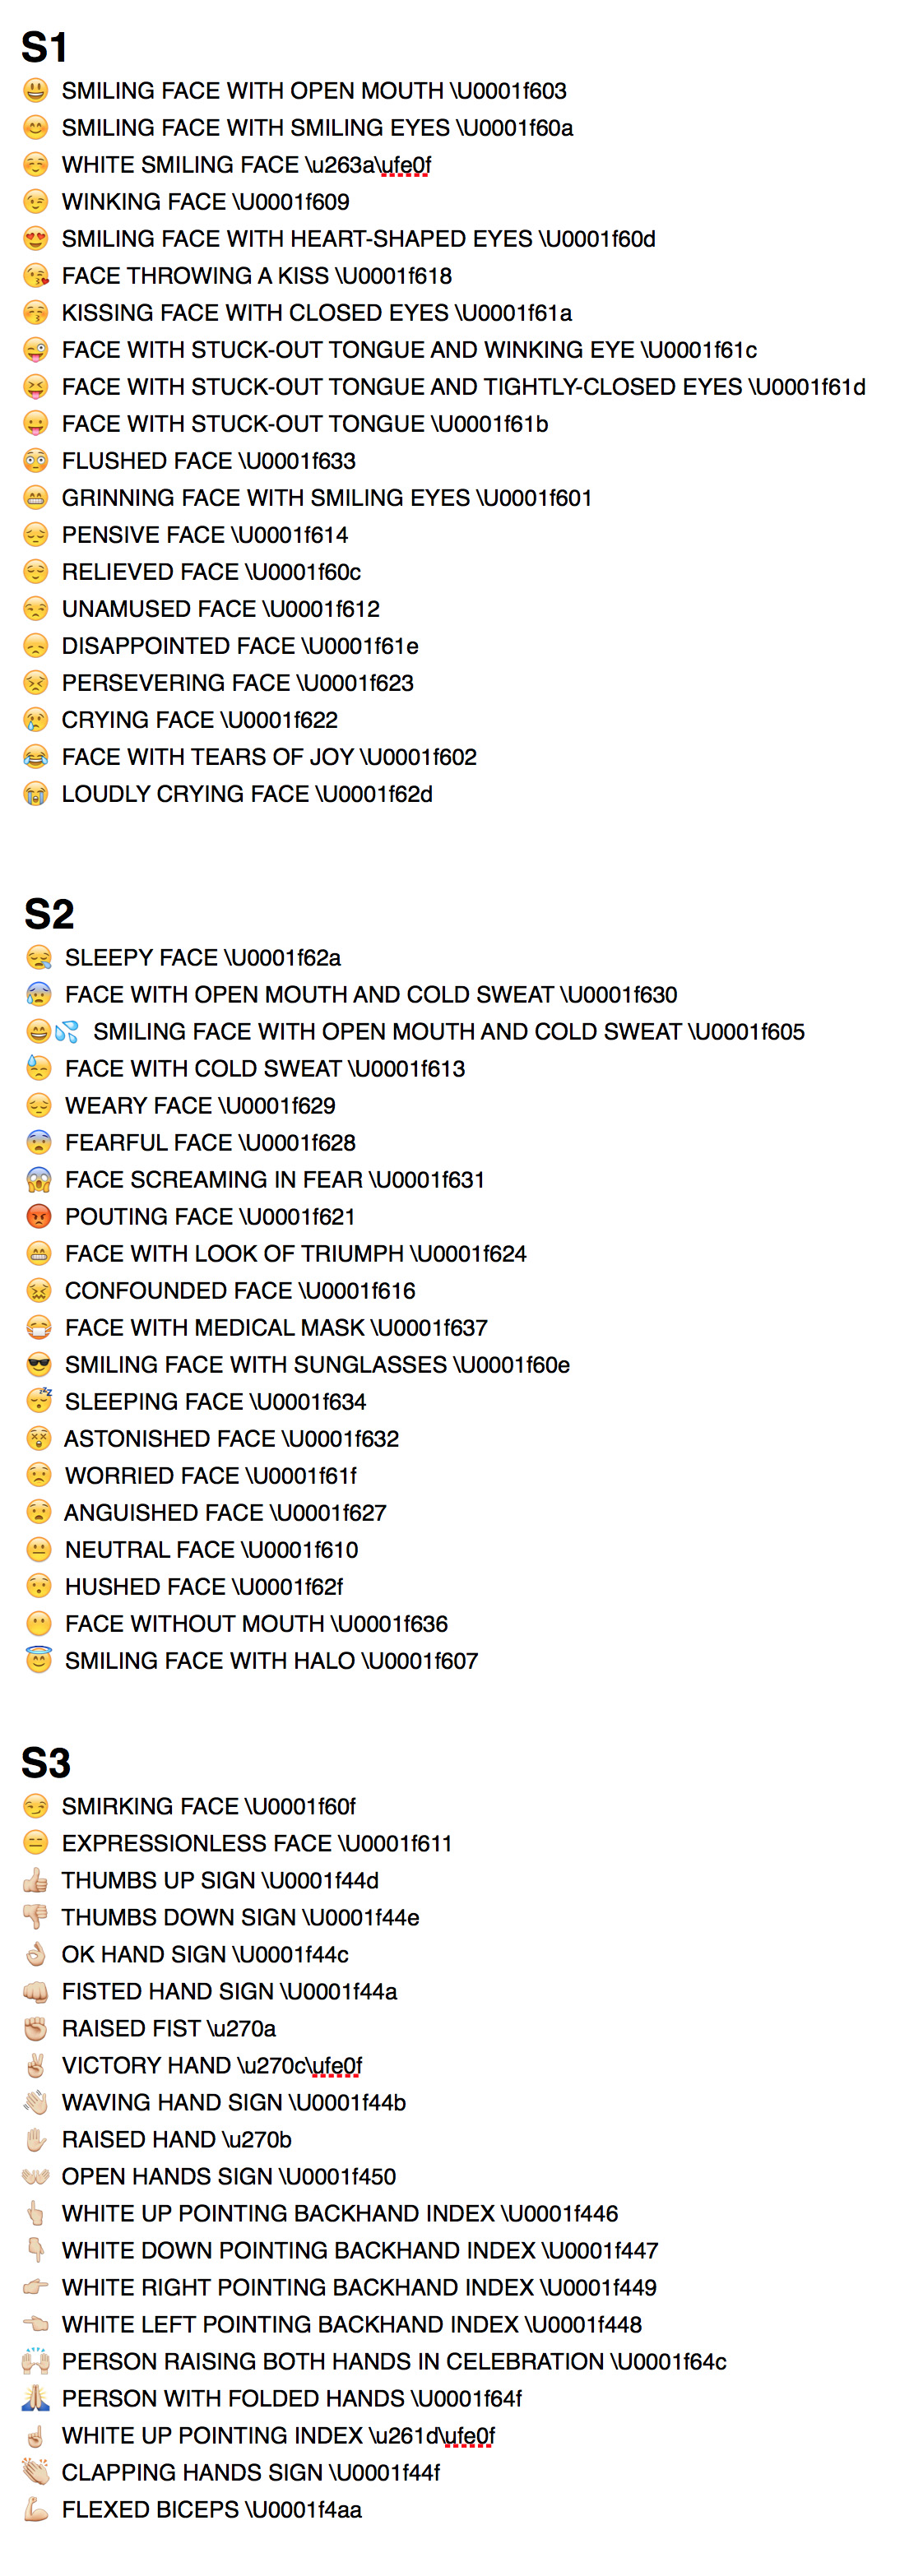 S1
😃 SMILING FACE WITH OPEN MOUTH \U0001f603
😊 SMILING FACE WITH SMILING EYES \U0001f60a
☺️ WHITE SMILING FACE \u263a\ufe0f
😉 WINKING FACE \U0001f609
😍 SMILING FACE WITH HEART-SHAPED EYES \U0001f60d
😘 FACE THROWING A KISS \U0001f618
😚 KISSING FACE WITH CLOSED EYES \U0001f61a
😜 FACE WITH STUCK-OUT TONGUE AND WINKING EYE \U0001f61c
😝 FACE WITH STUCK-OUT TONGUE AND TIGHTLY-CLOSED EYES \U0001f61d
😛 FACE WITH STUCK-OUT TONGUE \U0001f61b
😳 FLUSHED FACE \U0001f633
😁 GRINNING FACE WITH SMILING EYES \U0001f601
😔 PENSIVE FACE \U0001f614
😌 RELIEVED FACE \U0001f60c
😒 UNAMUSED FACE \U0001f612
😞 DISAPPOINTED FACE \U0001f61e
😣 PERSEVERING FACE \U0001f623
😢 CRYING FACE \U0001f622
😂 FACE WITH TEARS OF JOY \U0001f602
😭 LOUDLY CRYING FACE \U0001f62d
S2
😪 SLEEPY FACE \U0001f62a
😰 FACE WITH OPEN MOUTH AND COLD SWEAT \U0001f630
😄💦 SMILING FACE WITH OPEN MOUTH AND COLD SWEAT \U0001f605
😓 FACE WITH COLD SWEAT \U0001f613
😔 WEARY FACE \U0001f629
😨 FEARFUL FACE \U0001f628
😱 FACE SCREAMING IN FEAR \U0001f631
😡 POUTING FACE \U0001f621
😁 FACE WITH LOOK OF TRIUMPH \U0001f624
😖 CONFOUNDED FACE \U0001f616
😷 FACE WITH MEDICAL MASK \U0001f637
😎 SMILING FACE WITH SUNGLASSES \U0001f60e
😴 SLEEPING FACE \U0001f634
😲 ASTONISHED FACE \U0001f632
😟 WORRIED FACE \U0001f61f
😧 ANGUISHED FACE \U0001f627
😐 NEUTRAL FACE \U0001f610
😯 HUSHED FACE \U0001f62f
😶 FACE WITHOUT MOUTH \U0001f636
😇 SMILING FACE WITH HALO \U0001f607
S3
😏 SMIRKING FACE \U0001f60f
😑 EXPRESSIONLESS FACE \U0001f611
👍 THUMBS UP SIGN \U0001f44d
👎 THUMBS DOWN SIGN \U0001f44e
👌 OK HAND SIGN \U0001f44c
👊 FISTED HAND SIGN \U0001f44a
✊ RAISED FIST \u270a
✌️ VICTORY HAND \u270c\ufe0f
👋 WAVING HAND SIGN \U0001f44b
✋ RAISED HAND \u270b
👐 OPEN HANDS SIGN \U0001f450
👆 WHITE UP POINTING BACKHAND INDEX \U0001f446
👇 WHITE DOWN POINTING BACKHAND INDEX \U0001f447
👉 WHITE RIGHT POINTING BACKHAND INDEX \U0001f449
👈 WHITE LEFT POINTING BACKHAND INDEX \U0001f448
🙌 PERSON RAISING BOTH HANDS IN CELEBRATION \U0001f64c
🙏 PERSON WITH FOLDED HANDS \U0001f64f
☝️ WHITE UP POINTING INDEX \u261d\ufe0f
👏 CLAPPING HANDS SIGN \U0001f44f
💪 FLEXED BICEPS \U0001f4aa